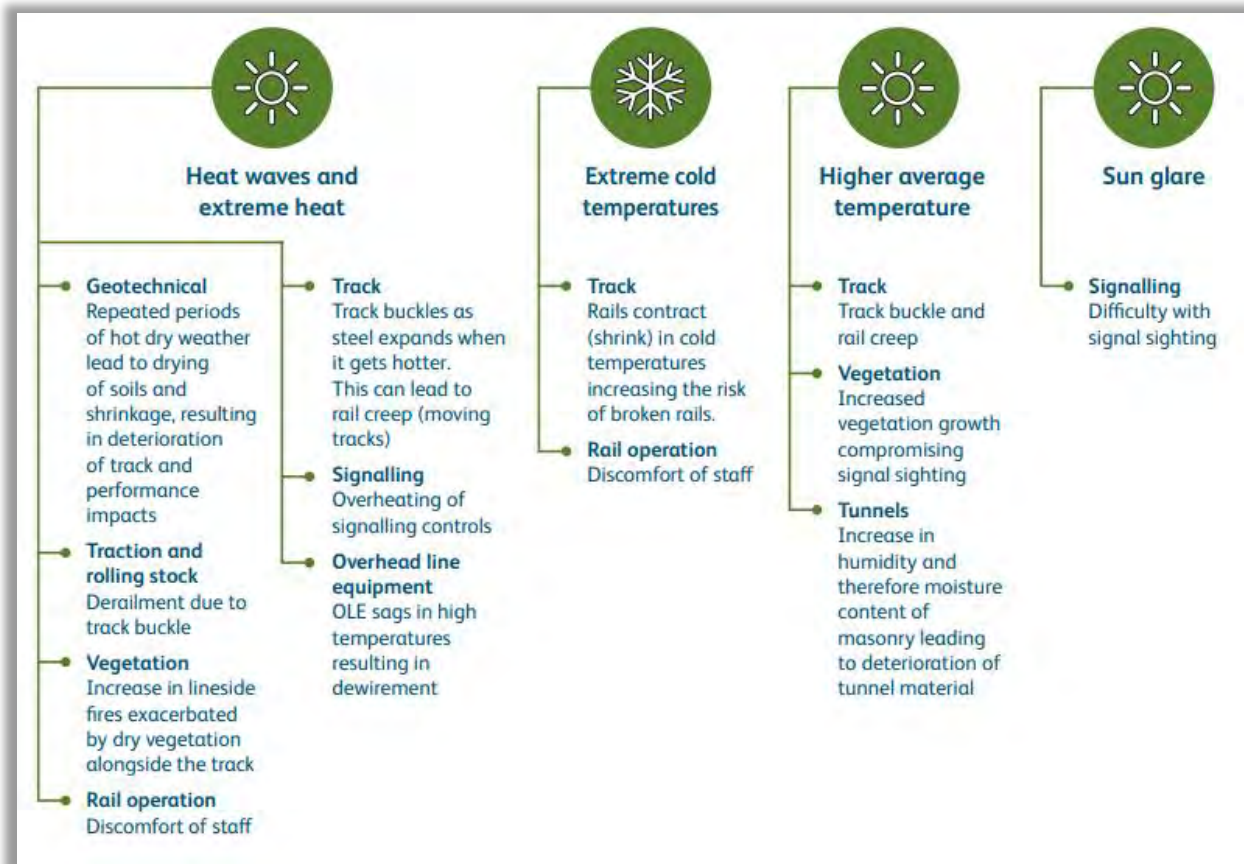 Heat waves and
extreme heat
Geotechnical
Repeated periods
of hot dry weather
lead to drying
of soils and
shrinkage, resulting
in deterioration
of track and
performance
impacts
Traction and
rolling stock
Derailment due to
track buckle
Vegetation
Increase in lineside
fires exacerbated
by dry vegetation
alongside the track
Rail operation
Discomfort of staff
Track
Track buckles as
steel expands when
it gets hotter.
This can lead to
rail creep (moving
tracks)
Signalling
Overheating of
signalling controls
Overhead line
equipment
OLE sags in high
temperatures
resulting in
dewirement
Extreme cold
temperatures
Track
Rails contract
(shrink) in cold
temperatures
increasing the risk
of broken rails.
Rail operation
Discomfort of staff
Higher average
temperature
Track
Track buckle and
rail creep
Vegetation
Increased
vegetation growth
compromising
signal sighting
Tunnels
Increase in
humidity and
therefore moisture
content of
masonry leading
to deterioration of
tunnel material
Sun glare
Signalling
Difficulty with
signal sighting